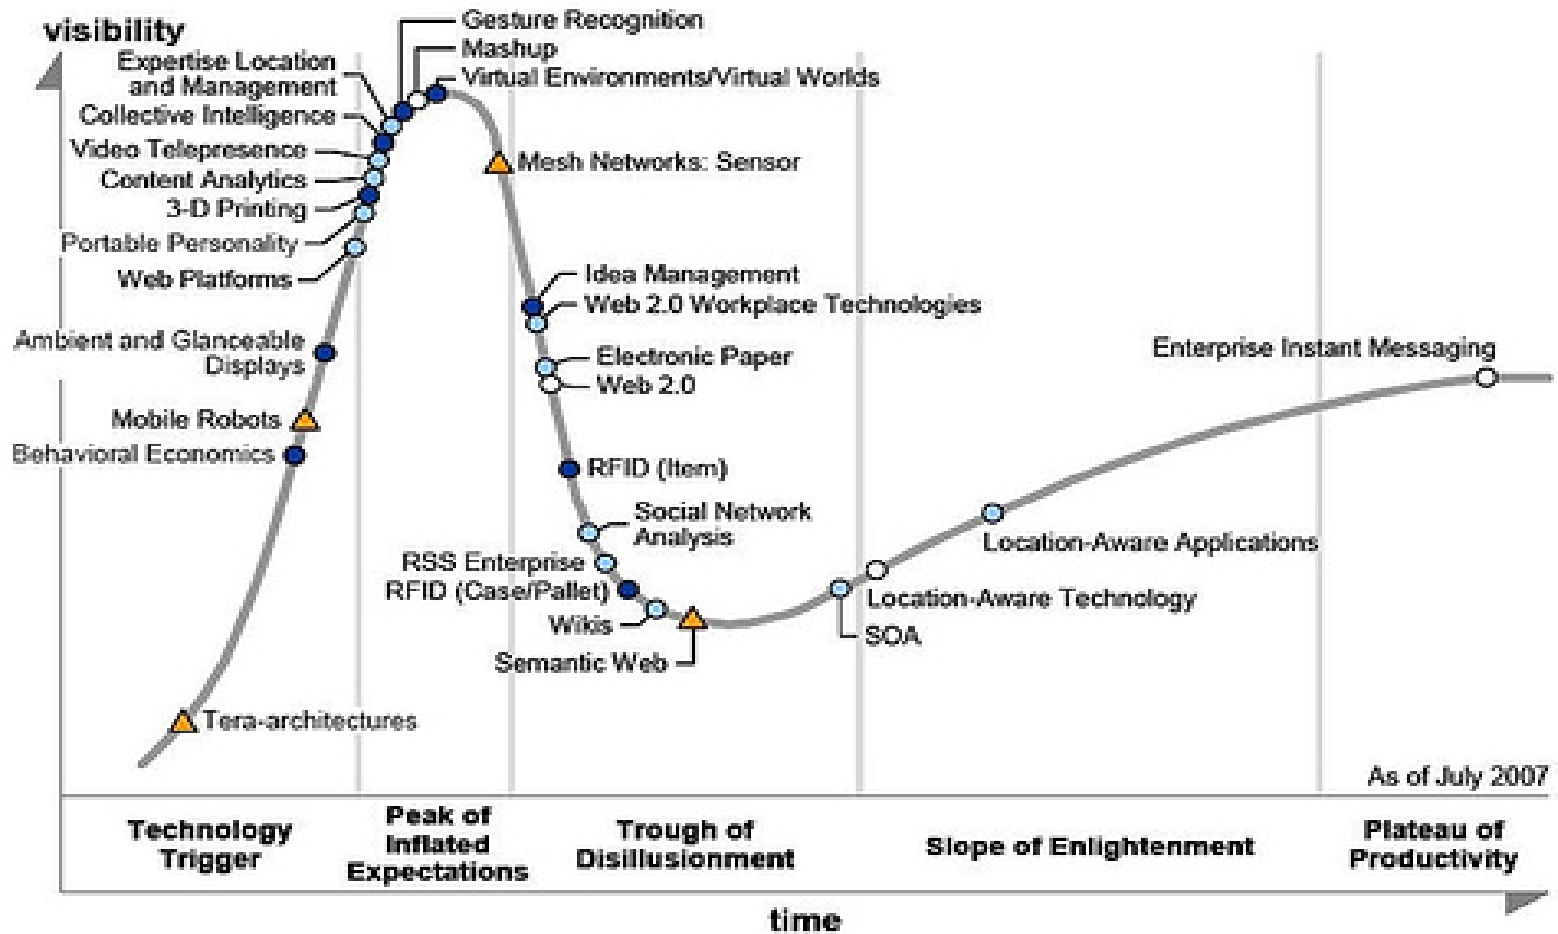 visibility
Gesture Recognition
Mashup
Virtual Environments/Virtual Worlds
Expertise Location
and Management
Collective Intelligence
Video Telepresence
Content Analytics
3-D Printing
Portable Personality
Web Platforms
Ambient and Glanceable
Displays
Mobile Robots
Behavioral Economics
Tera-architectures
Mesh Networks: Sensor
Idea Management
Web 2.0 Workplace Technologies
Electronic Paper
Web 2.0
RFID (Item)
Social Network
Analysis
RSS Enterprise
RFID (Case/Pallet)
Wikis
Semantic Web
Enterprise Instant Messaging
Location-Aware Applications
Location-Aware Technology
SOA
As of July 2007
Technology
Trigger
Peak of
Inflated
Expectations
Trough of
Disillusionment
Slope of Enlightenment
Plateau of
Productivity
time